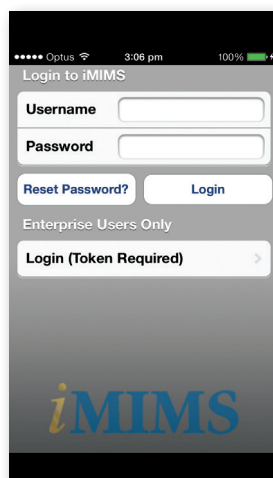 Optus 3:06 pm 100%
Login to iMIMS
Username
Password
Reset Password? Login
Enterprise Users Only
Login (Token Required)
iMIMS